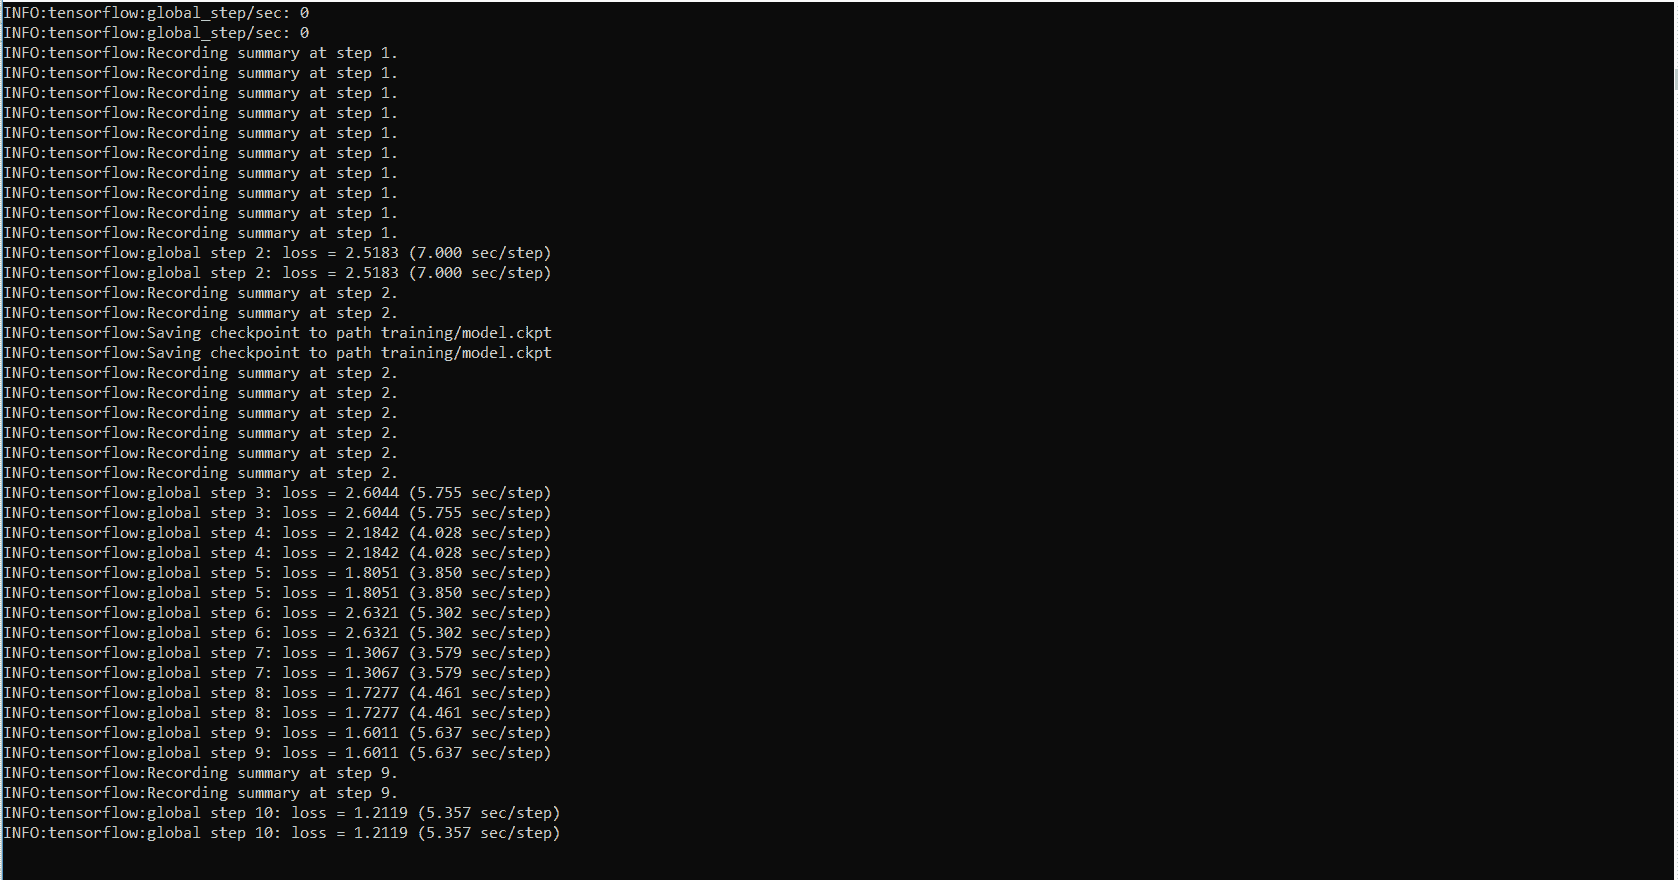 INFO:tensorflow:global_step/sec: 0
INFO:tensorflow:global_step/sec: 0
INFO:tensorflow:Recording summary at step 1.
INFO:tensorflow:Recording summary at step 1.
INFO:tensorflow:Recording summary at step 1.
INFO:tensorflow:Recording summary at step 1.
INFO:tensorflow:Recording summary at step 1.
INFO:tensorflow:Recording summary at step 1.
INFO:tensorflow:Recording summary at step 1.
INFO:tensorflow:Recording summary at step 1.
INFO:tensorflow:Recording summary at step 1.
INFO:tensorflow:Recording summary at step 1.
INFO:tensorflow:global step 2: loss = 2.5183 (7.000 sec/step)
INFO:tensorflow:global step 2: loss = 2.5183 (7.000 sec/step)
INFO:tensorflow:Recording summary at step 2.
INFO:tensorflow:Recording summary at step 2.
INFO:tensorflow:Saving checkpoint to path training/model.ckpt
INFO:tensorflow:Saving checkpoint to path training/model.ckpt
INFO:tensorflow:Recording summary at step 2.
INFO:tensorflow:Recording summary at step 2.
INFO:tensorflow:Recording summary at step 2.
INFO:tensorflow:Recording summary at step 2.
INFO:tensorflow:Recording summary at step 2.
INFO:tensorflow:Recording summary at step 2.
INFO:tensorflow:global step 3: loss = 2.6044 (5.755 sec/step)
INFO:tensorflow:global step 3: loss = 2.6044 (5.755 sec/step)
INFO:tensorflow:global step 4: loss = 2.1842 (4.028 sec/step)
INFO:tensorflow:global step 4: loss = 2.1842 (4.028 sec/step)
INFO:tensorflow:global step 5: loss = 1.8051 (3.850 sec/step)
INFO:tensorflow:global step 5: loss = 1.8051 (3.850 sec/step)
INFO:tensorflow:global step 6: loss = 2.6321 (5.302 sec/step)
INFO:tensorflow:global step 6: loss = 2.6321 (5.302 sec/step)
INFO:tensorflow:global step 7: loss = 1.3067 (3.579 sec/step)
INFO:tensorflow:global step 7: loss = 1.3067 (3.579 sec/step)
INFO:tensorflow:global step 8: loss = 1.7277 (4.461 sec/step)
INFO:tensorflow:global step 8: loss = 1.7277 (4.461 sec/step)
INFO:tensorflow:global step 9: loss = 1.6011 (5.637 sec/step)
INFO:tensorflow:global step 9: loss = 1.6011 (5.637 sec/step)
INFO:tensorflow:Recording summary at step 9.
INFO:tensorflow:Recording summary at step 9.
INFO:tensorflow:global step 10: loss = 1.2119 (5.357 sec/step)
INFO:tensorflow:global step 10: loss = 1.2119 (5.357 sec/step)